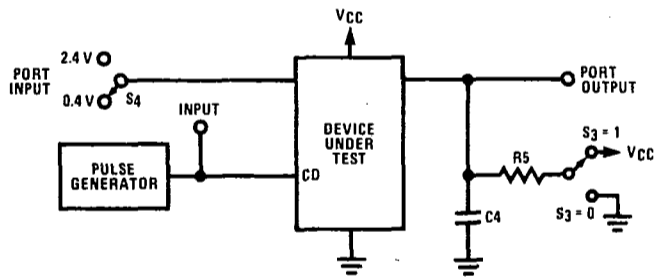 VCC
2.4 V
PORT
INPUT
0.4 V
S4
INPUT
DEVICE
UNDER
TEST
PORT
OUTPUT
PULSE
GENERATOR
CD
R5
S3 = 1
VCC
C4
S3 = 0